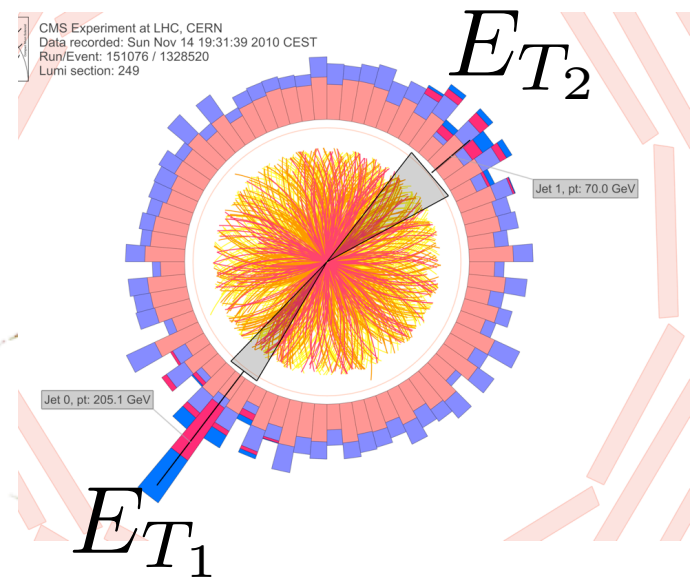 CMS Experiment at LHC, CERN
Data recorded: Sun Nov 14 19:31:39 2010 CEST
Run/Event: 151076 / 1328520
Lumi section: 249
E_{T_2}
Jet 1, pt: 70.0 GeV
Jet 0, pt: 205.1 GeV
E_{T_1}